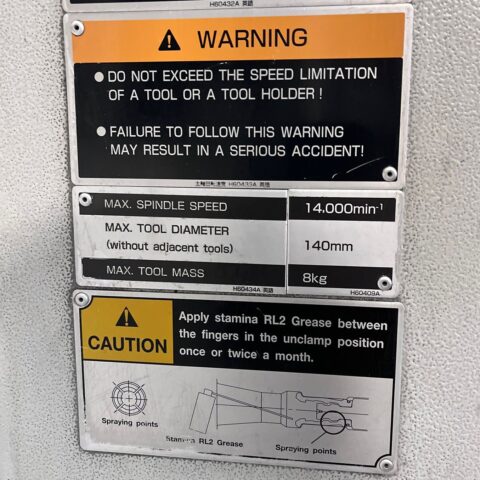 H60432A 英語
WARNING
● DO NOT EXCEED THE SPEED LIMITATION
OF A TOOL OR A TOOL HOLDER !
● FAILURE TO FOLLOW THIS WARNING
MAY RESULT IN A SERIOUS ACCIDENT!
H60433A 英語
MAX. SPINDLE SPEED 14.000min-1
MAX. TOOL DIAMETER
(without adjacent tools) 140mm
MAX. TOOL MASS 8kg
H60434A 英語 H60409A
CAUTION
Apply stamina RL2 Grease between
the fingers in the unclamp position
once or twice a month.
Spraying points
Stamina RL2 Grease
Spraying points